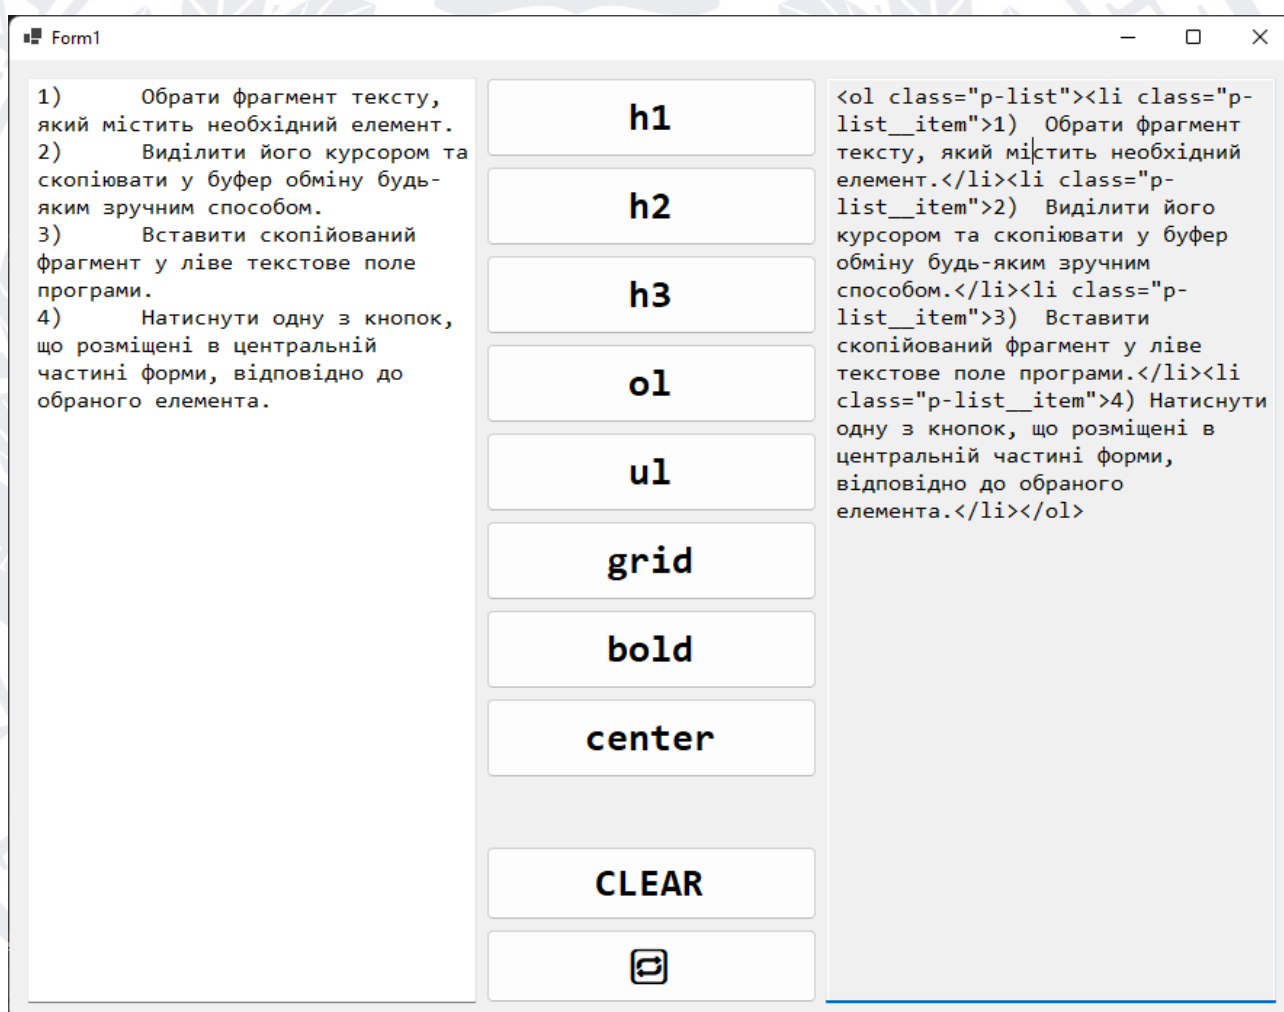 Form1
1) Обрати фрагмент тексту,
який містить необхідний елемент.
2) Виділити його курсором та
скопіювати у буфер обміну будь-
яким зручним способом.
3) Вставити скопійований
фрагмент у ліве текстове поле
програми.
4) Натиснути одну з кнопок,
що розміщені в центральній
частині форми, відповідно до
обраного елемента.
h1
h2
h3
ol
ul
grid
bold
center
CLEAR
<ol class="p-
list__item">1) Обрати фрагмент
тексту, який містить необхідний
елемент.</li><li class="p-
list__item">2) Виділити його
курсором та скопіювати у буфер
обміну будь-яким зручним
способом.</li><li class="p-
list__item">3) Вставити
скопійований фрагмент у ліве
текстове поле програми.</li><li
class="p-list__item">4) Натиснути
одну з кнопок, що розміщені в
центральній частині форми,
відповідно до обраного
елемента.</li></ol>